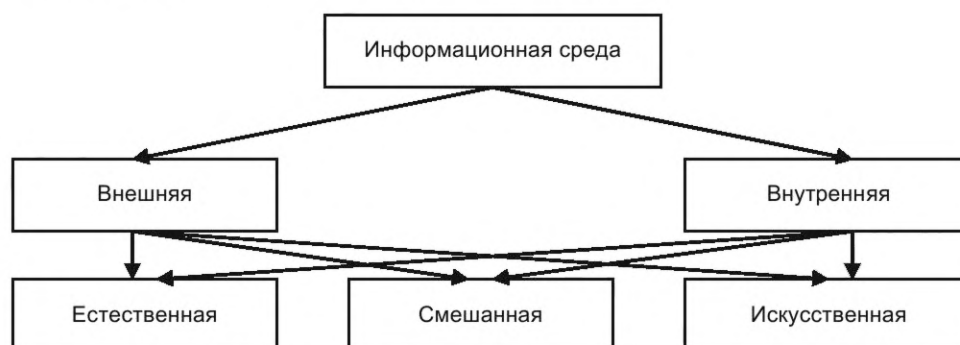 Информационная среда
Внешняя
Внутренняя
Естественная
Смешанная
Искусственная